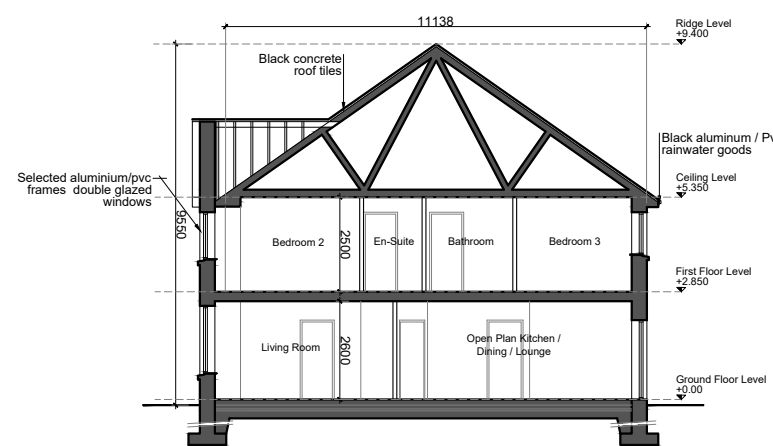 11138
Ridge Level
+9.400
Black concrete
roof tiles
Black aluminum / Pv
rainwater goods
Selected aluminium/pvc
frames double glazed
windows
Ceiling Level
+5.350
9550
Bedroom 2
2500
En-Suite
Bathroom
Bedroom 3
First Floor Level
+2.850
Living Room
2600
Open Plan Kitchen /
Dining / Lounge
Ground Floor Level
+0.00